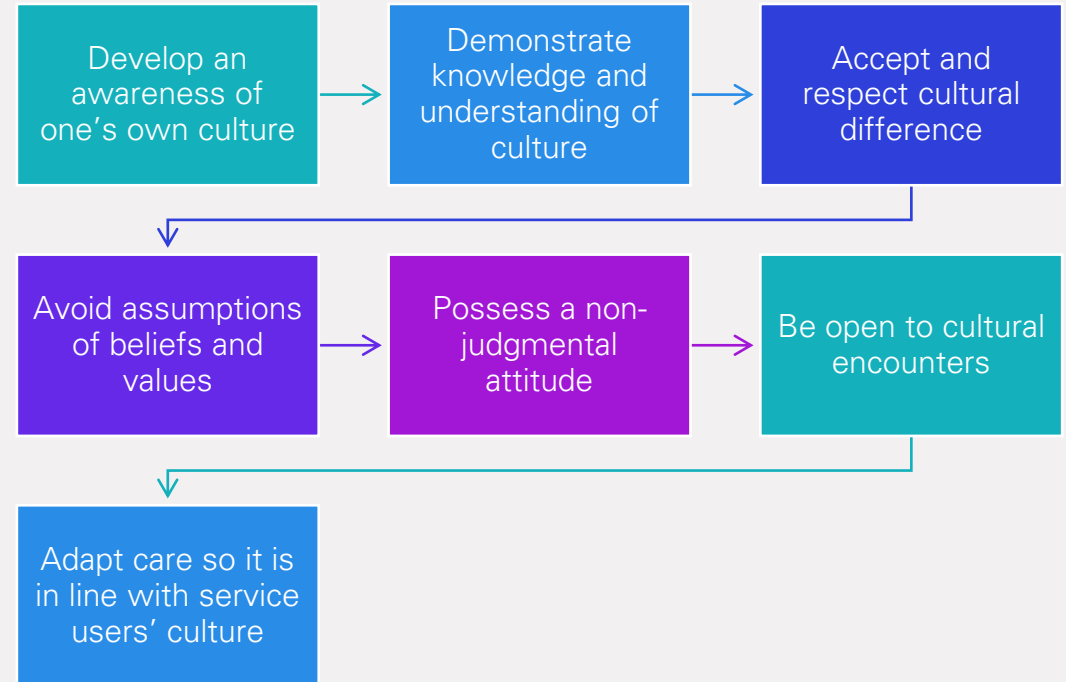 Develop an
awareness of
one’s own culture
Demonstrate
knowledge and
understanding of
culture
Accept and
respect cultural
difference
Avoid assumptions
of beliefs and
values
Possess a non-
judgmental
attitude
Be open to cultural
encounters
Adapt care so it is
in line with service
users’ culture